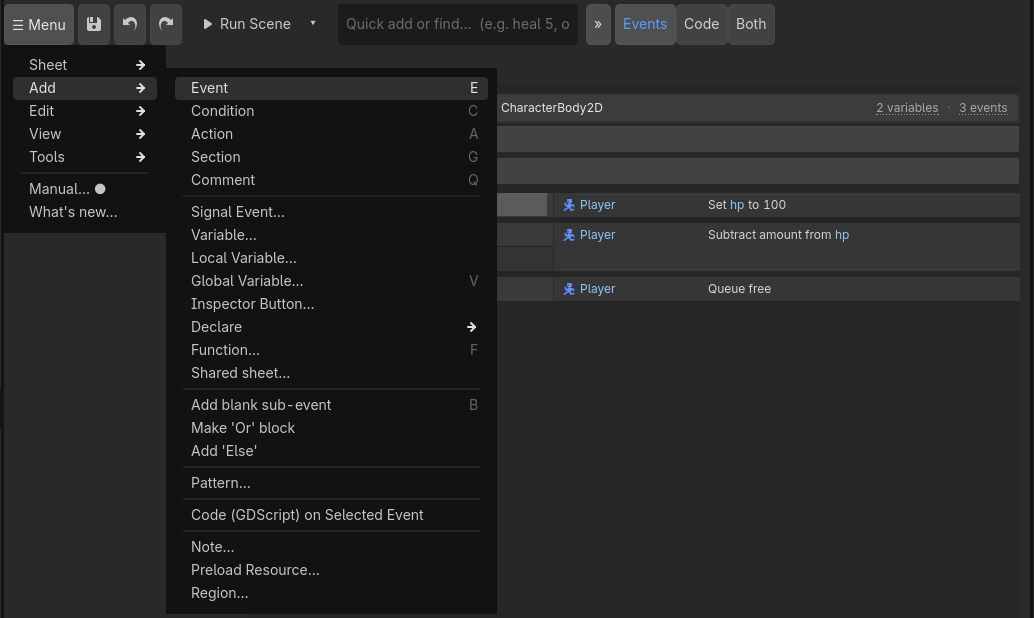 ☰ Menu
Run Scene
Quick add or find... (e.g. heal 5, o
»
Events
Code
Both
Sheet
Add
Edit
View
Tools
Manual...
What's new...
Event E
Condition C
Action A
Section G
Comment Q
Signal Event...
Variable...
Local Variable...
Global Variable... V
Inspector Button...
Declare
Function... F
Shared sheet...
Add blank sub-event B
Make 'Or' block
Add 'Else'
Pattern...
Code (GDScript) on Selected Event
Note...
Preload Resource...
Region...
CharacterBody2D
2 variables · 3 events
Player Set hp to 100
Player Subtract amount from hp
Player Queue free